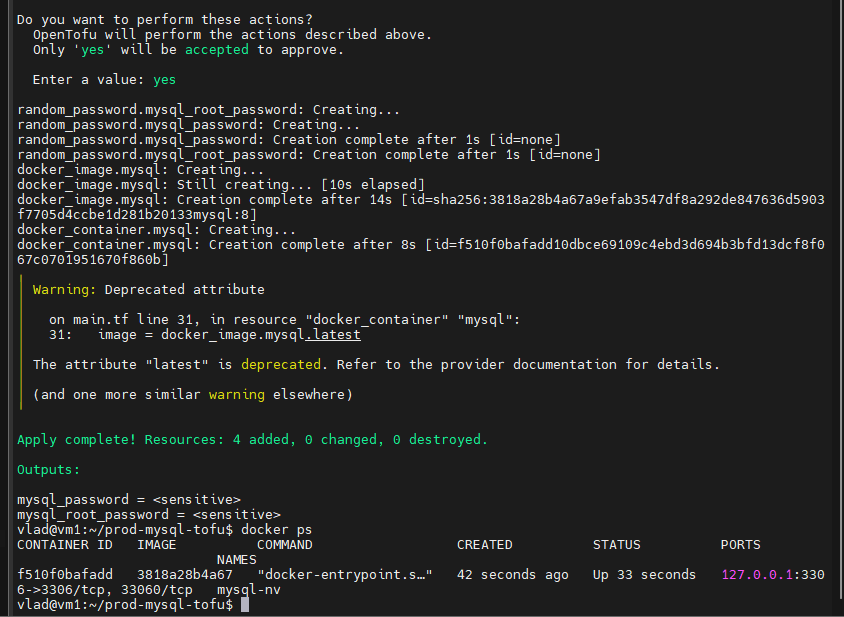 Do you want to perform these actions?
  OpenTofu will perform the actions described above.
  Only 'yes' will be accepted to approve.

  Enter a value: yes

random_password.mysql_root_password: Creating...
random_password.mysql_password: Creating...
random_password.mysql_password: Creation complete after 1s [id=none]
random_password.mysql_root_password: Creation complete after 1s [id=none]
docker_image.mysql: Creating...
docker_image.mysql: Still creating... [10s elapsed]
docker_image.mysql: Creation complete after 14s [id=sha256:3818a28b4a67a9efab3547df8a292de847636d5903
f7705d4ccbe1d281b20133mysql:8]
docker_container.mysql: Creating...
docker_container.mysql: Creation complete after 8s [id=f510f0bafadd10dbce69109c4ebd3d694b3bfd13dcf8f0
67c0701951670f860b]

  Warning: Deprecated attribute

    on main.tf line 31, in resource "docker_container" "mysql":
    31:   image = docker_image.mysql.latest

  The attribute "latest" is deprecated. Refer to the provider documentation for details.

  (and one more similar warning elsewhere)

Apply complete! Resources: 4 added, 0 changed, 0 destroyed.

Outputs:

mysql_password = <sensitive>
mysql_root_password = <sensitive>
vlad@vm1:~/prod-mysql-tofu$ docker ps
CONTAINER ID   IMAGE          COMMAND                  CREATED          STATUS          PORTS
                         NAMES
f510f0bafadd   3818a28b4a67   "docker-entrypoint.s…"   42 seconds ago   Up 33 seconds   127.0.0.1:330
6->3306/tcp, 33060/tcp   mysql-nv
vlad@vm1:~/prod-mysql-tofu$